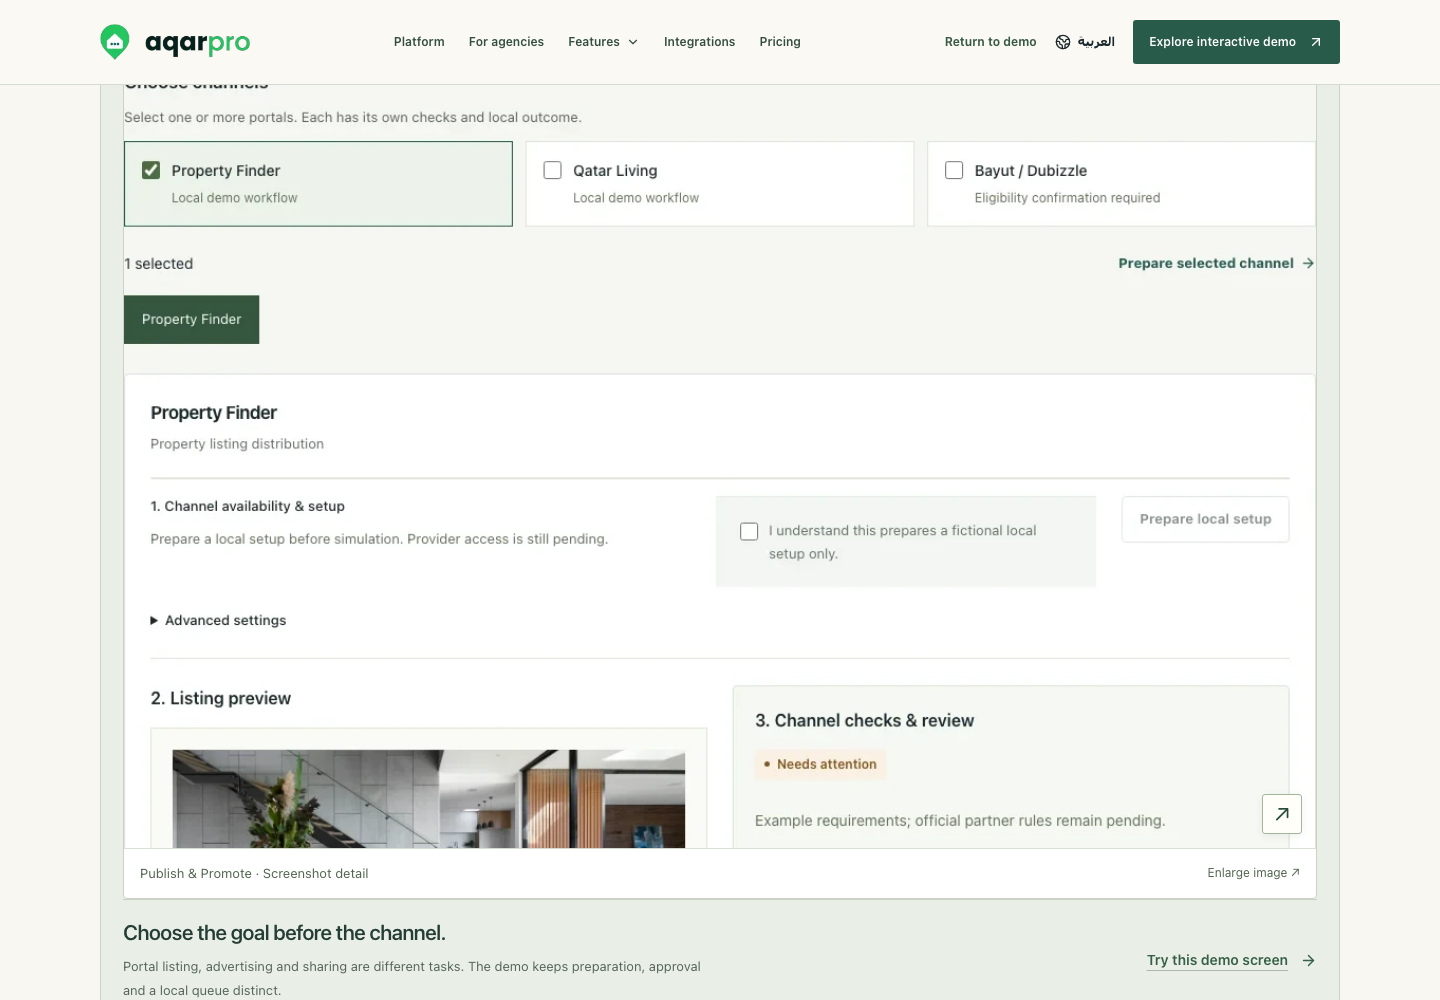 aqarpro
Platform
For agencies
Features
Integrations
Pricing
Return to demo
العربية
Explore interactive demo
Choose channels
Select one or more portals. Each has its own checks and local outcome.
Property Finder
Local demo workflow
Qatar Living
Local demo workflow
Bayut / Dubizzle
Eligibility confirmation required
1 selected
Prepare selected channel →
Property Finder
Property Finder
Property listing distribution
1. Channel availability & setup
Prepare a local setup before simulation. Provider access is still pending.
I understand this prepares a fictional local
setup only.
Prepare local setup
Advanced settings
2. Listing preview
3. Channel checks & review
• Needs attention
Example requirements; official partner rules remain pending.
Publish & Promote · Screenshot detail
Enlarge image ↗
Choose the goal before the channel.
Portal listing, advertising and sharing are different tasks. The demo keeps preparation, approval
and a local queue distinct.
Try this demo screen →